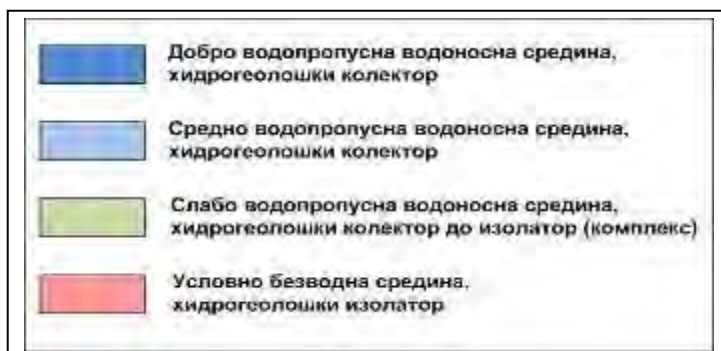 Добро водопропусна водоносна средина,
хидрогеолошки колектор
Средно водопропусна водоносна средина,
хидрогеолошки колектор
Слабо водопропусна водоносна средина,
хидрогеолошки колектор до изолатор (комплекс)
Условно безводна средина,
хидрогеолошки изолатор